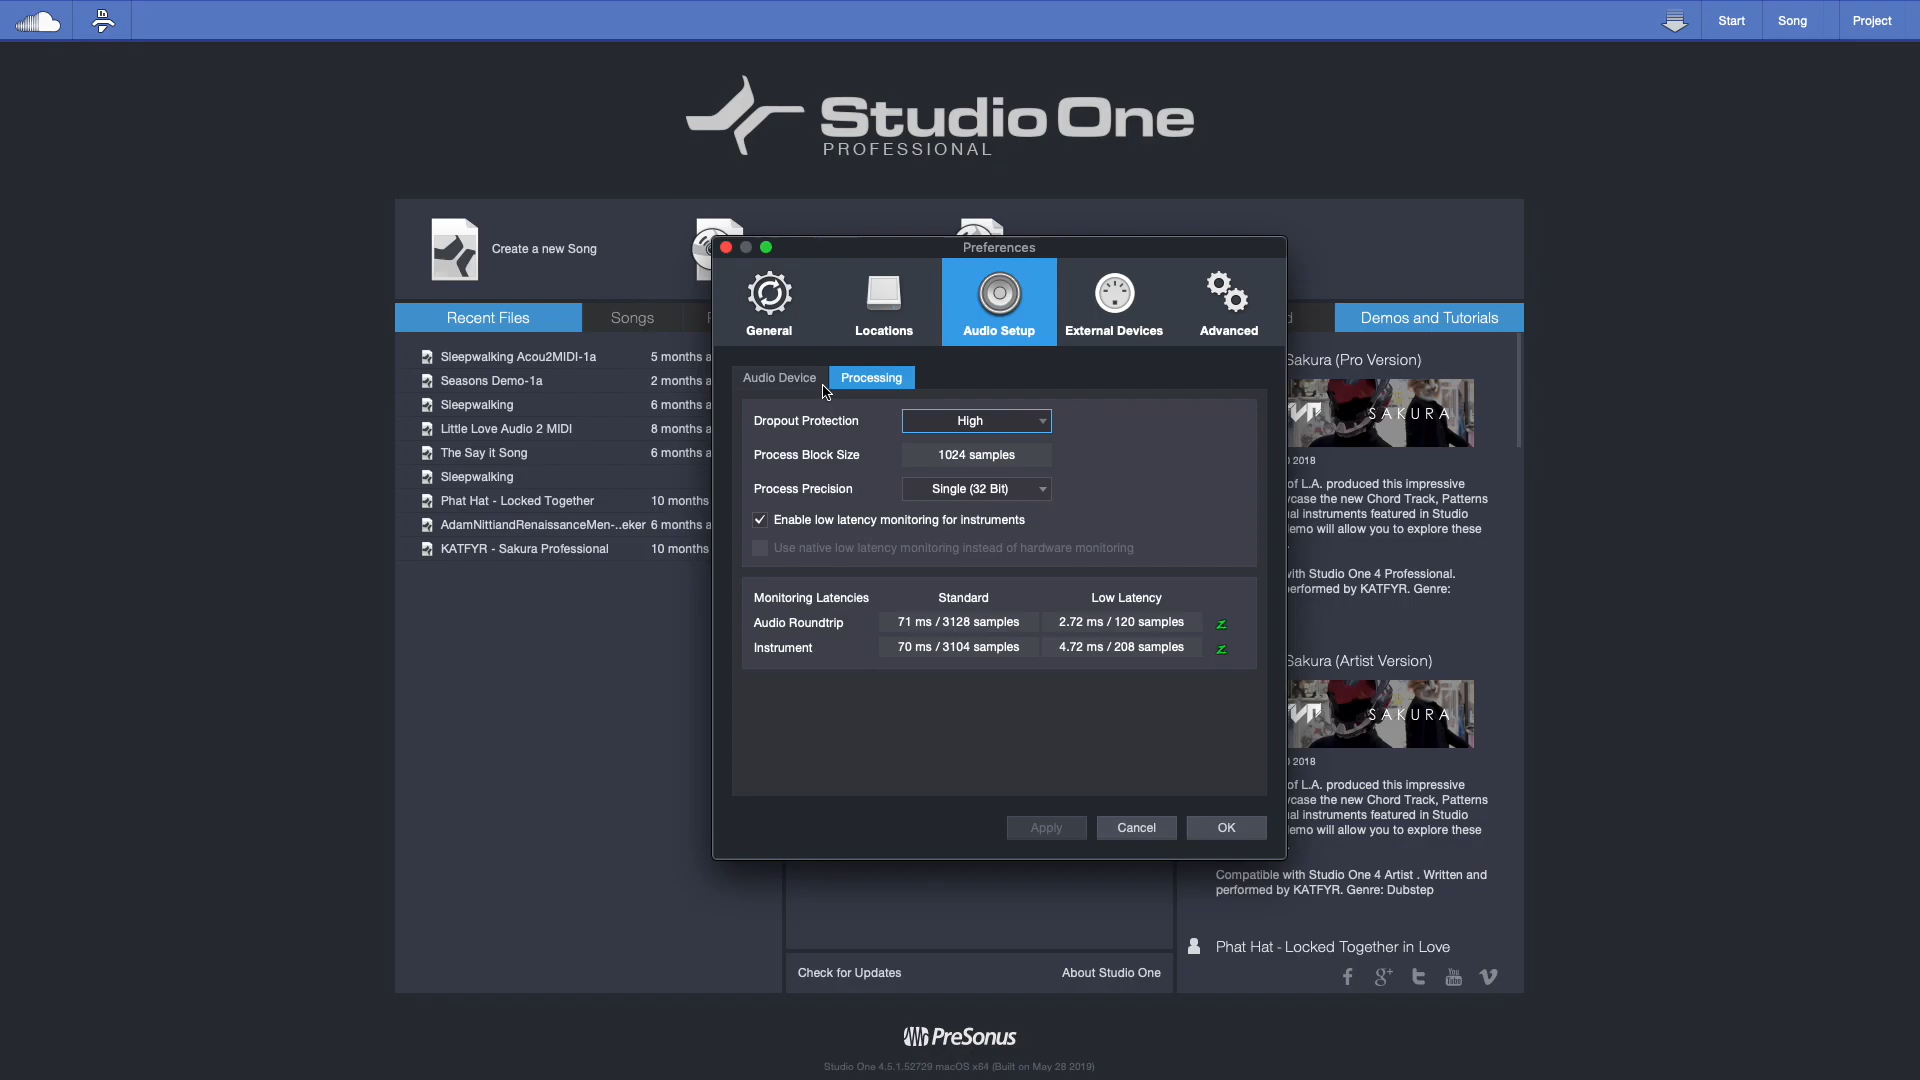 Start
Song
Project
Studio One
PROFESSIONAL
Create a new Song
Preferences
General
Locations
Audio Setup
External Devices
Advanced
Recent Files
Songs
Demos and Tutorials
Sleepwalking Acou2MIDI-1a 5 months a
Seasons Demo-1a 2 months a
Sleepwalking 6 months a
Little Love Audio 2 MIDI 8 months a
The Say it Song 6 months a
Sleepwalking
Phat Hat - Locked Together 10 months
AdamNittiandRenaissanceMen-..eker 6 months a
KATFYR - Sakura Professional 10 months
Audio Device
Processing
Dropout Protection High
Process Block Size 1024 samples
Process Precision Single (32 Bit)
Enable low latency monitoring for instruments
Use native low latency monitoring instead of hardware monitoring
Monitoring Latencies Standard Low Latency
Audio Roundtrip 71 ms / 3128 samples 2.72 ms / 120 samples
Instrument 70 ms / 3104 samples 4.72 ms / 208 samples
Apply
Cancel
OK
Sakura (Pro Version)
SAKURA
2018
of L.A. produced this impressive
wcase the new Chord Track, Patterns
al instruments featured in Studio
emo will allow you to explore these
with Studio One 4 Professional.
erformed by KATFYR. Genre:
Sakura (Artist Version)
SAKURA
2018
of L.A. produced this impressive
wcase the new Chord Track, Patterns
al instruments featured in Studio
emo will allow you to explore these
Compatible with Studio One 4 Artist . Written and
performed by KATFYR. Genre: Dubstep
Phat Hat - Locked Together in Love
Check for Updates
About Studio One
PreSonus
Studio One 4.5.1.52729 macOS x64 (Built on May 28 2019)